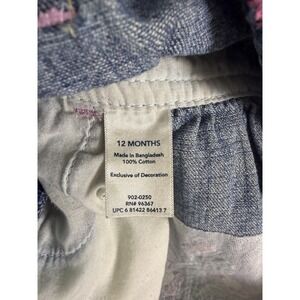 12 MONTHS
Made in Bangladesh
100% Cotton
Exclusive of Decoration
902-0250
RN# 96367
UPC 6 81422 86413 7